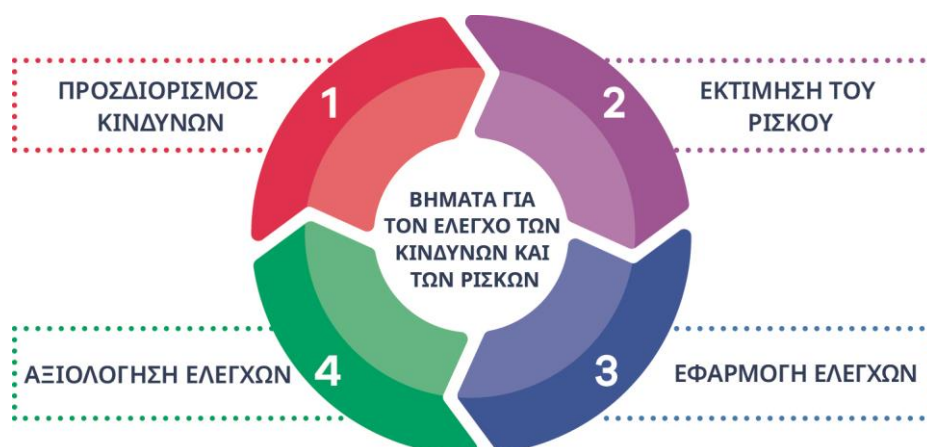 ΠΡΟΣΔΙΟΡΙΣΜΟΣ
ΚΙΝΔΥΝΩΝ
1
2
ΕΚΤΙΜΗΣΗ ΤΟΥ
ΡΙΣΚΟΥ
ΒΗΜΑΤΑ ΓΙΑ
ΤΟΝ ΕΛΕΓΧΟ ΤΩΝ
ΚΙΝΔΥΝΩΝ ΚΑΙ
ΤΩΝ ΡΙΣΚΩΝ
ΑΞΙΟΛΟΓΗΣΗ ΕΛΕΓΧΩΝ
4
3
ΕΦΑΡΜΟΓΗ ΕΛΕΓΧΩΝ